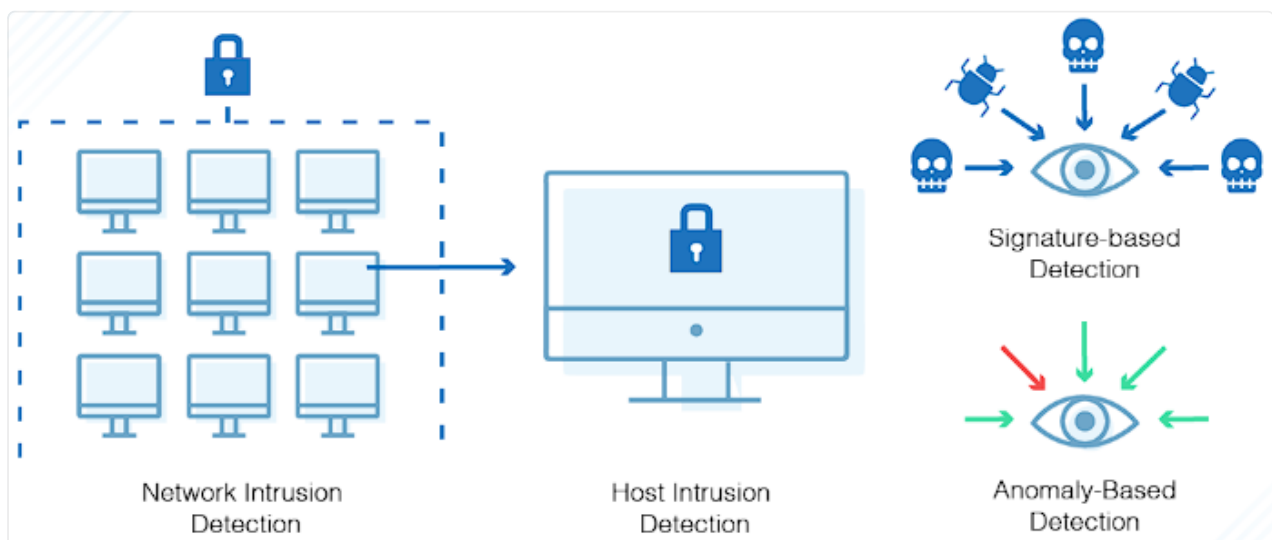 Network Intrusion
Detection
Host Intrusion
Detection
Signature-based
Detection
Anomaly-Based
Detection